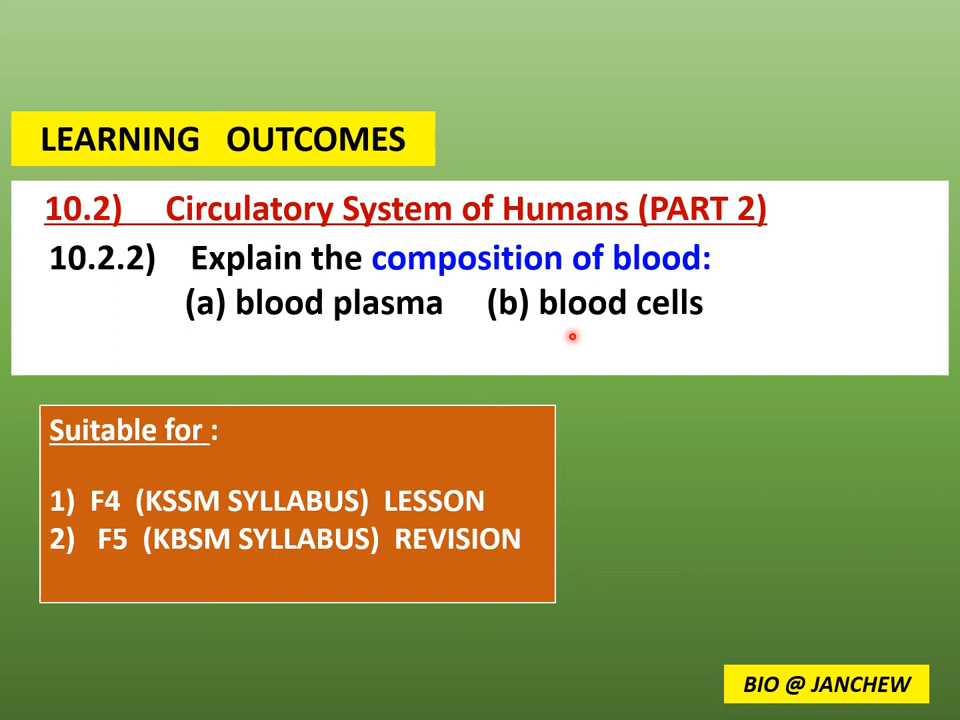 LEARNING OUTCOMES
10.2) Circulatory System of Humans (PART 2)
10.2.2) Explain the composition of blood:
(a) blood plasma (b) blood cells
Suitable for :
1) F4 (KSSM SYLLABUS) LESSON
2) F5 (KBSM SYLLABUS) REVISION
BIO @ JANCHEW